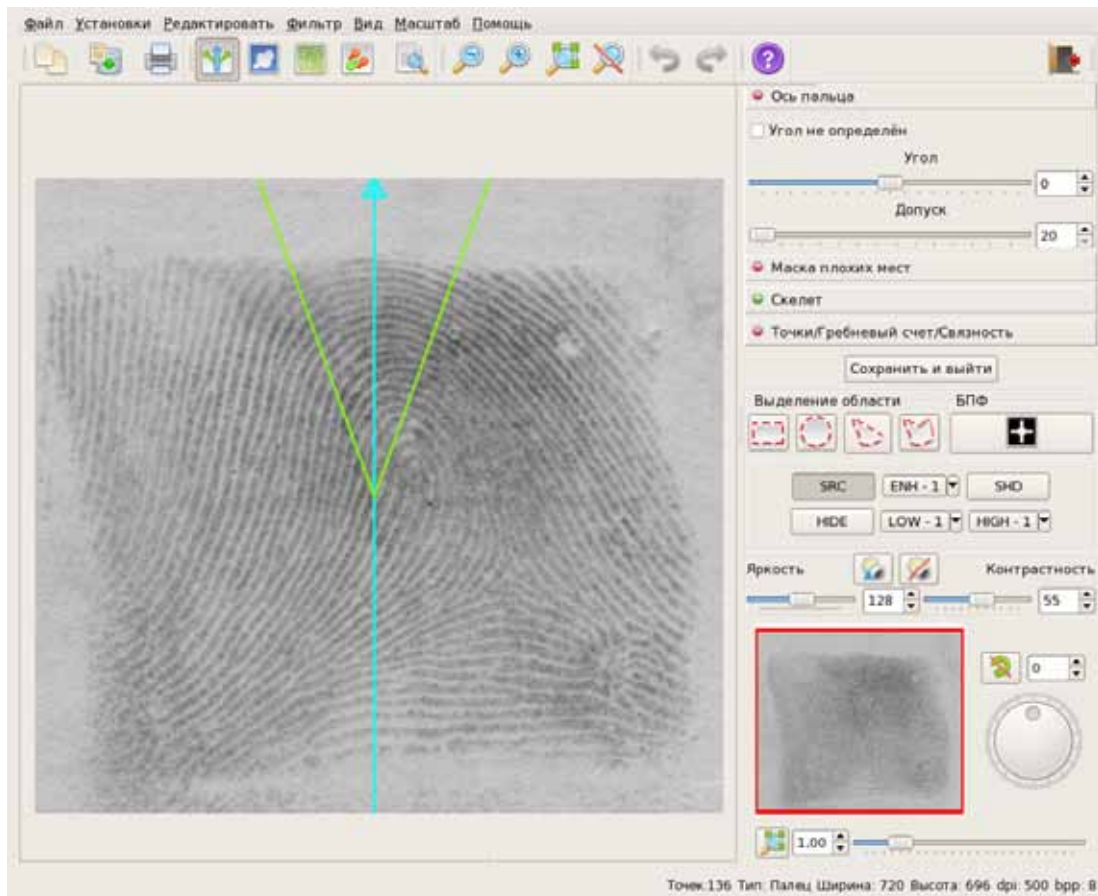 Файл Установки Редактировать Фильтр Вид Масштаб Помощь
Ось пальца
Угол не определён
Угол
0
Допуск
20
Маска плохих мест
Скелет
Точки/Гребневый счет/Связность
Сохранить и выйти
Выделение области БПФ
SRC ENH - 1 SHD
HIDE LOW - 1 HIGH - 1
Яркость Контрастность
128 55
0
1.00
Точек:136 Тип: Палец Ширина: 720 Высота: 696 dpi: 500 bpp: 8